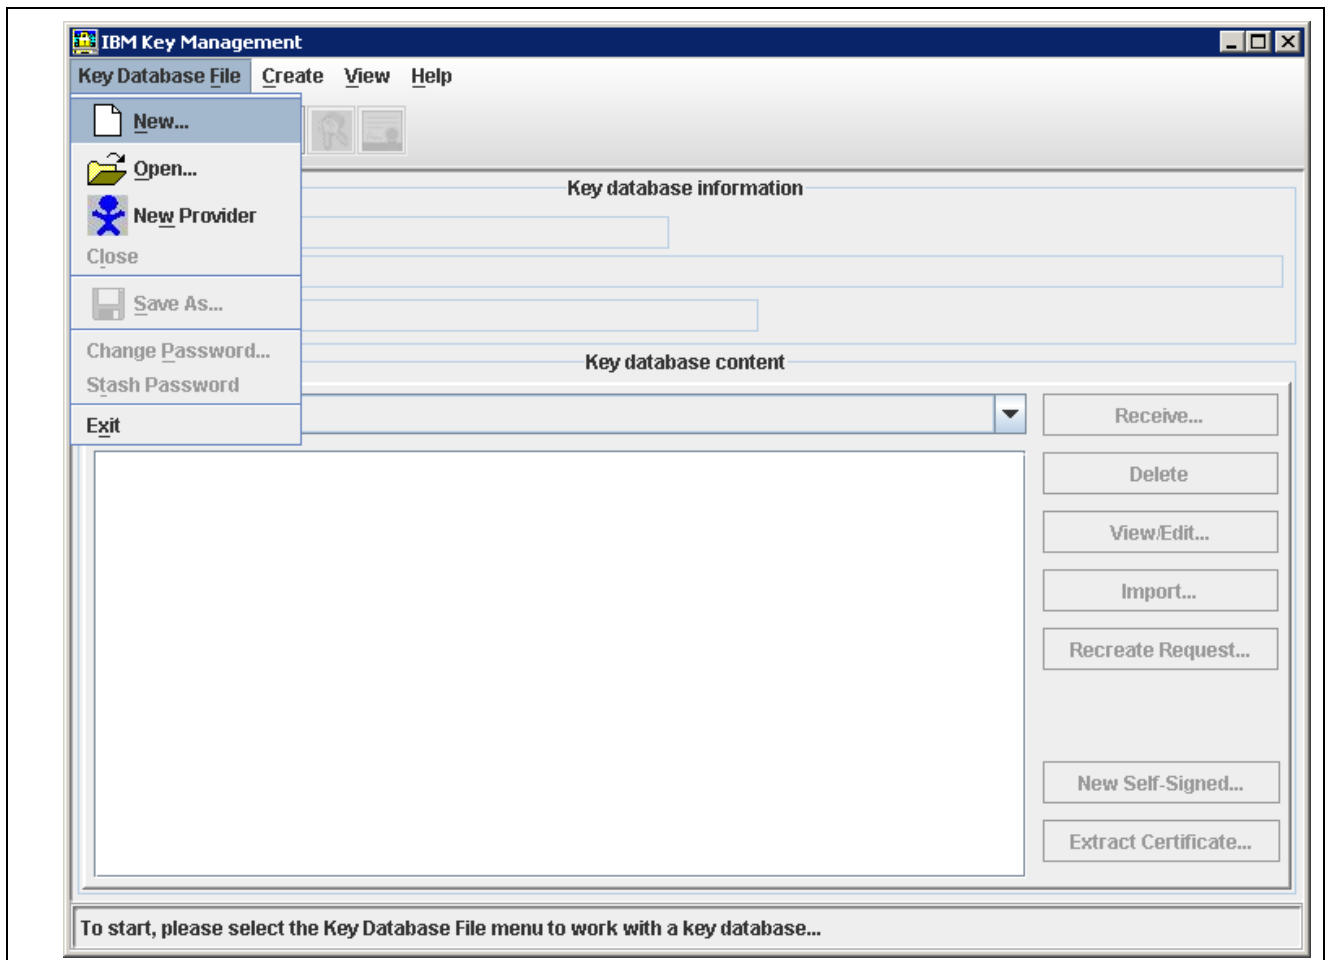 IBM Key Management
Key Database File Create View Help
New...
Open...
New Provider
Close
Save As...
Change Password...
Stash Password
Exit
Key database information
Key database content
Receive...
Delete
View/Edit...
Import...
Recreate Request...
New Self-Signed...
Extract Certificate...
To start, please select the Key Database File menu to work with a key database...